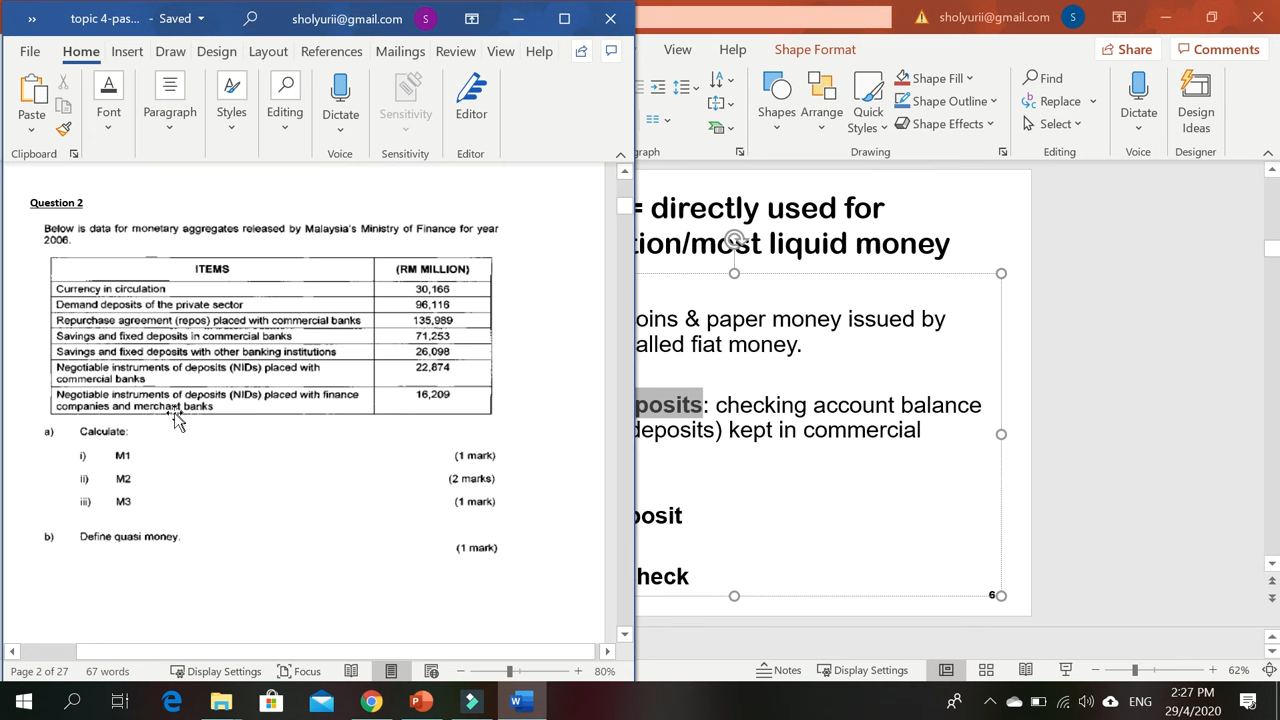 topic 4-pas... - Saved
sholyurii@gmail.com
S
File Home Insert Draw Design Layout References Mailings Review View Help
Paste
Font
Paragraph
Styles
Editing
Dictate
Sensitivity
Editor
Clipboard
Voice
Sensitivity
Editor
sholyurii@gmail.com
S
View Help Shape Format
Share
Comments
Shapes
Arrange
Quick
Styles
Shape Fill
Shape Outline
Shape Effects
Find
Replace
Select
Dictate
Design
Ideas
graph
Drawing
Editing
Voice
Designer
Question 2
Below is data for monetary aggregates released by Malaysia's Ministry of Finance for year
2006.
ITEMS (RM MILLION)
Currency in circulation 30,166
Demand deposits of the private sector 96,116
Repurchase agreement (repos) placed with commercial banks 135,989
Savings and fixed deposits in commercial banks 71,253
Savings and fixed deposits with other banking institutions 26,098
Negotiable instruments of deposits (NIDs) placed with 22,874
commercial banks
Negotiable instruments of deposits (NIDs) placed with finance 16,209
companies and merchant banks
a) Calculate:
i) M1 (1 mark)
ii) M2 (2 marks)
iii) M3 (1 mark)
b) Define quasi money.
(1 mark)
= directly used for
tion/most liquid money
oins & paper money issued by
alled fiat money.
posits: checking account balance
deposits) kept in commercial
posit
heck
6
Page 2 of 27 67 words Display Settings Focus 80%
Notes Display Settings 62%
ENG
2:27 PM
29/4/2020